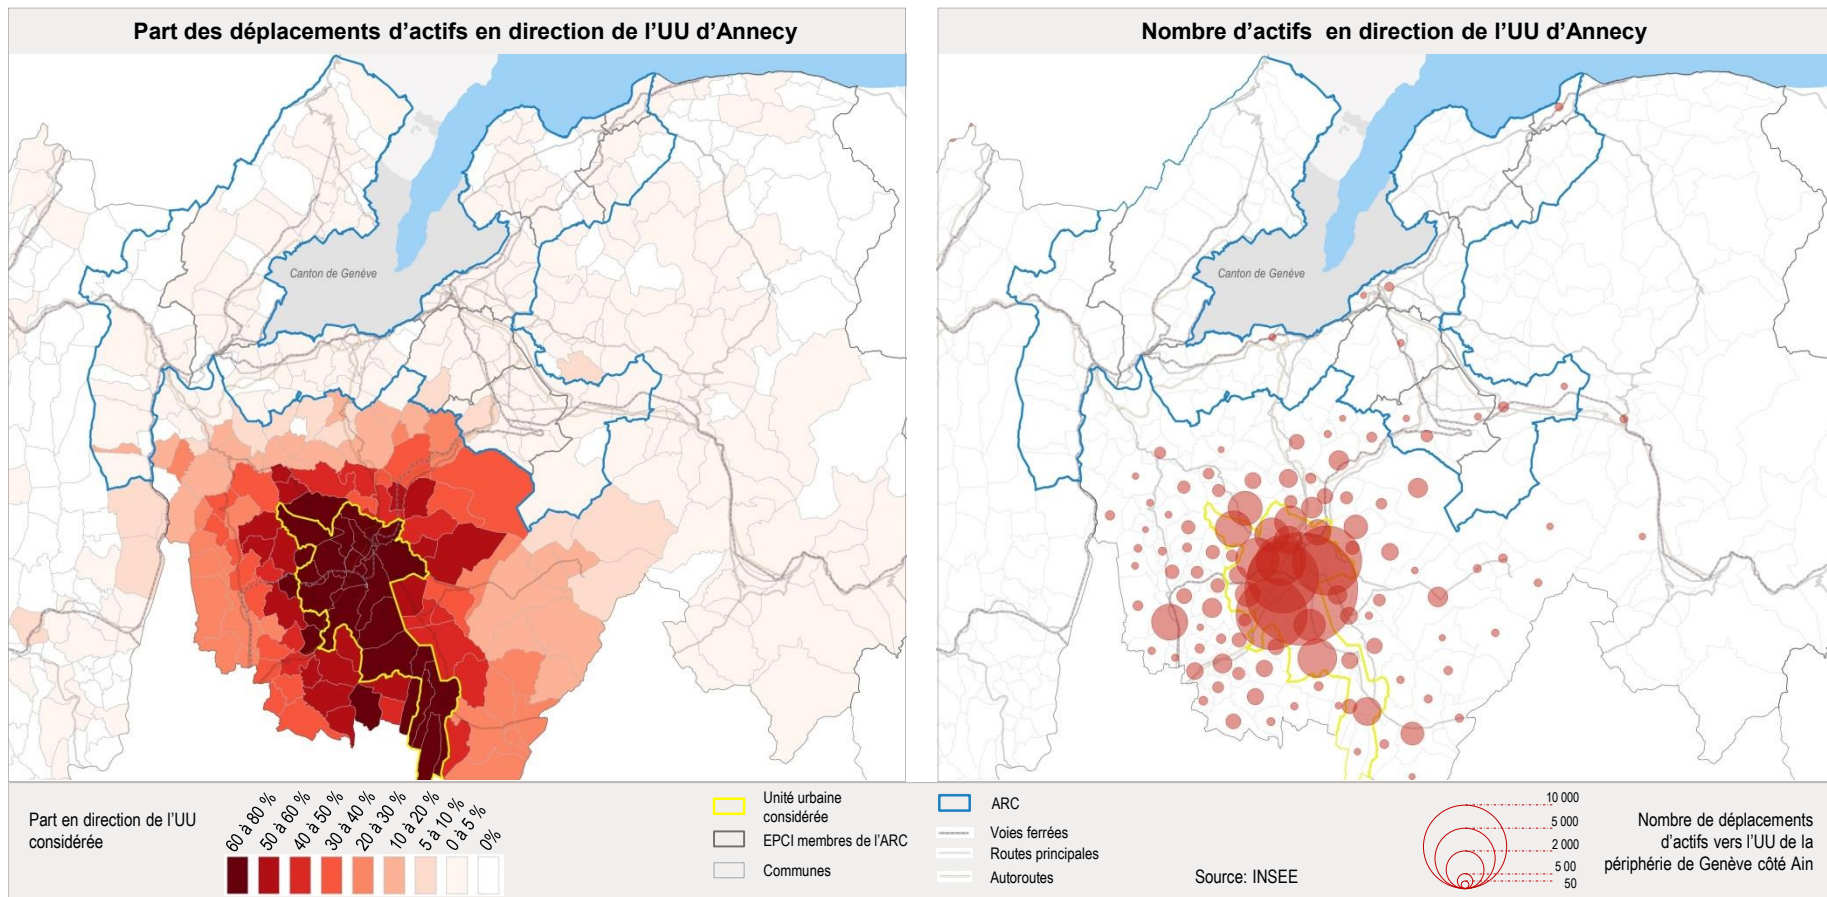 Part des déplacements d’actifs en direction de l’UU d’Annecy
Canton de Genéve
Nombre d’actifs en direction de l’UU d’Annecy
Canton de Genéve
Part en direction de l’UU
considérée
60 à 80 %
50 à 60 %
40 à 50 %
30 à 40 %
20 à 30 %
10 à 20 %
5 à 10 %
0 à 5 %
0%
Unité urbaine
considérée
EPCI membres de l’ARC
Communes
ARC
Voies ferrées
Routes principales
Autoroutes
Source: INSEE
10 000
5 000
2 000
500
50
Nombre de déplacements
d’actifs vers l’UU de la
périphérie de Genève côté Ain